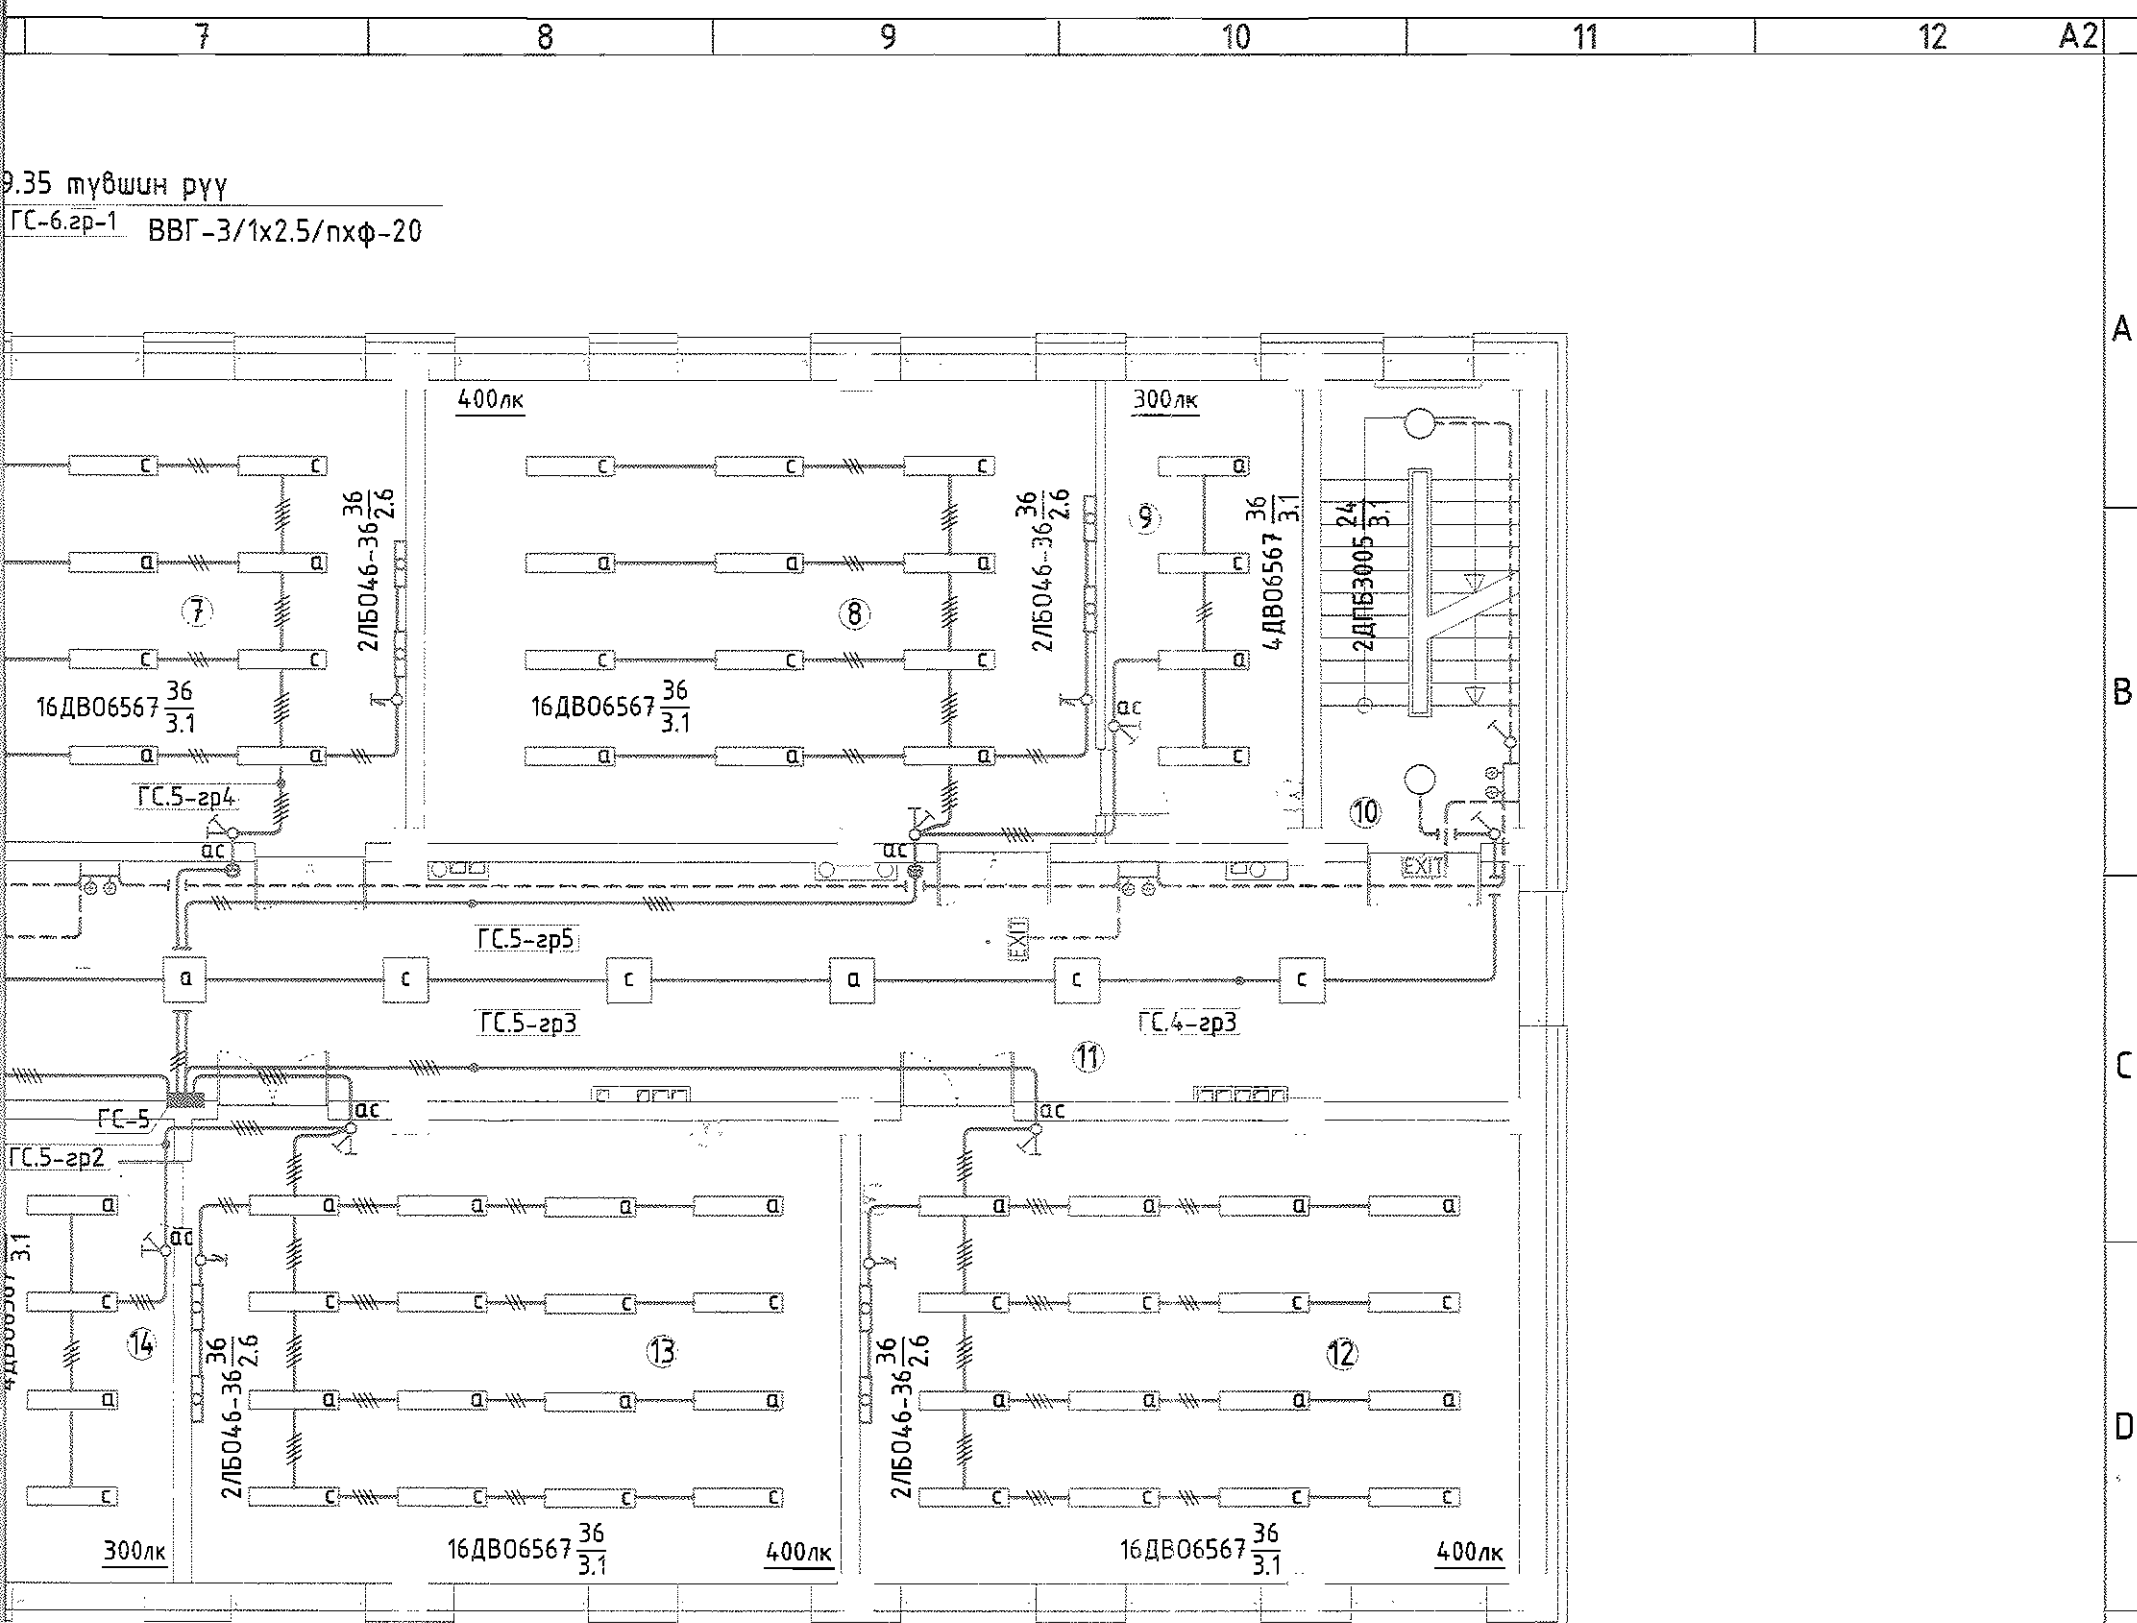 7 8 9 10 11 12 A2
9.35 түвшин рүү
ГС-6.гр-1 ВВГ-3/1х2.5/пхф-20
A
400лк 300лк
c c c c c a
36
2.6
2ЛБ046-36
36
2.6
2ЛБ046-36
9
36
3.1
4ДВ06567
24
3.1
2ДПБ3005
a a a a a c
7 8
c c c c c a
16ДВ06567 36
3.1
16ДВ06567 36
3.1
ас
B
a a a a a c
ГС.5-гр4
10
ас ас
EXIT
ГС.5-гр5
EXIT
a c c a c c
ГС.5-гр3 ГС.4-гр3
11
C
ГС-5
ас ас
ГС.5-гр2
a a a a a a a a a
ас
3.1
c c c c c c c c c
14 13 12
36
2.6
2ЛБ046-36
36
2.6
2ЛБ046-36
a a a a a a a a a
D
c c c c c c c c c
300лк 16ДВ06567 36
3.1
400лк 16ДВ06567 36
3.1
400лк